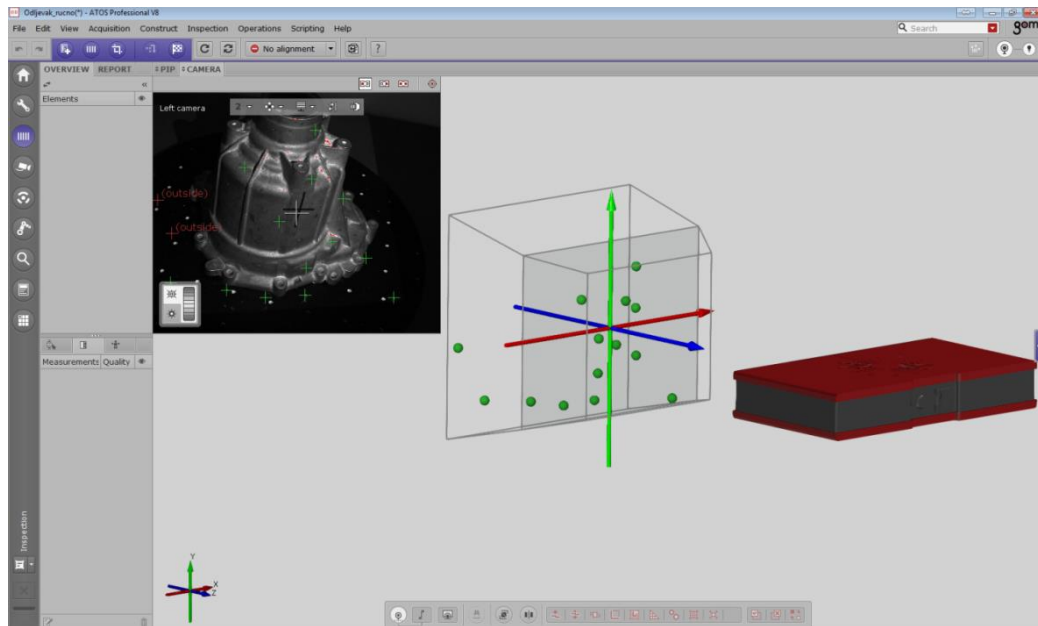 Odljevak_rucno(*) - ATOS Professional V8
File Edit View Acquisition Construct Inspection Operations Scripting Help
Search
gom
No alignment
?
OVERVIEW REPORT PIP CAMERA
Elements
Left camera
2
(outside)
(outside)
Measurements Quality
Inspection
Y
X
Z